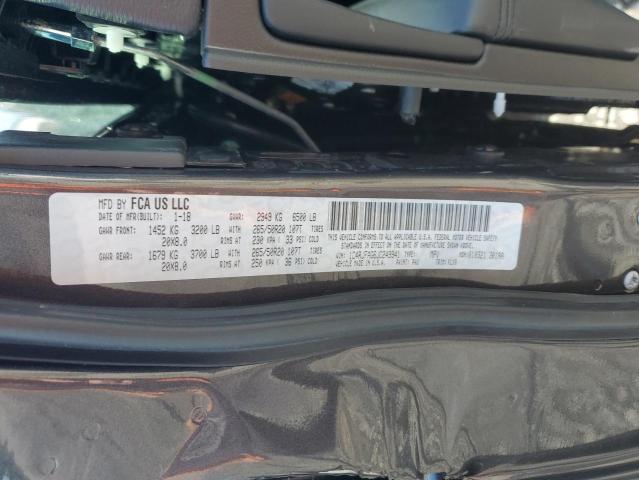 MFD BY FCA US LLC
DATE OF MFR(BUILT): 1-18 GVWR: 2949 KG 6500 LB
GAWR FRONT: 1452 KG 3200 LB 265/50R20 107T
20X8.0 RIMS AT 230 KPA ( 33 PSI) COLD
GAWR REAR: 1679 KG 3700 LB 265/50R20 107T
20X8.0 RIMS AT 250 KPA ( 36 PSI) COLD
THIS VEHICLE CONFORMS TO ALL APPLICABLE U.S.A. FEDERAL MOTOR VEHICLE SAFETY
STANDARDS IN EFFECT ON THE DATE OF MANUFACTURE SHOWN ABOVE.
VIN: TYPE: MPV
VEHICLE MADE IN U.S.A. PAINT: PAU TRIM: